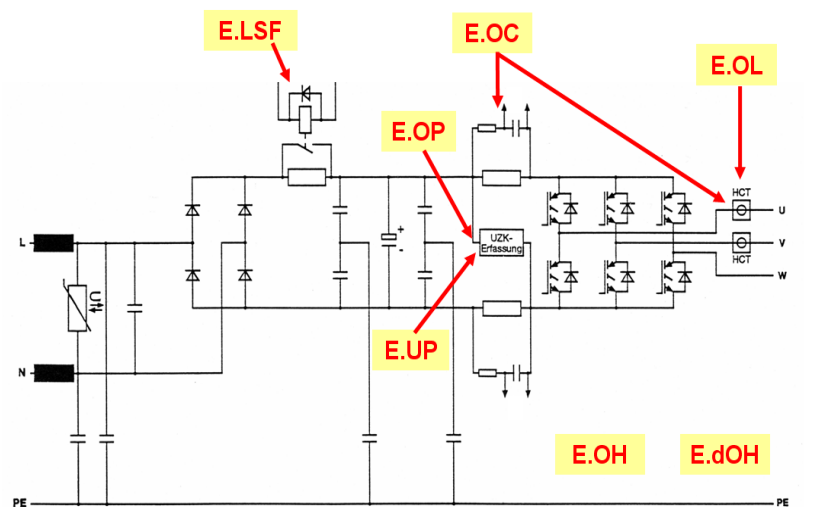 E.LSF
E.OC
E.OL
E.OP
HCT
U
+
UZK-
Erfassung
L
V
-
HCT
U
W
E.UP
N
E.OH
E.dOH
PE
PE